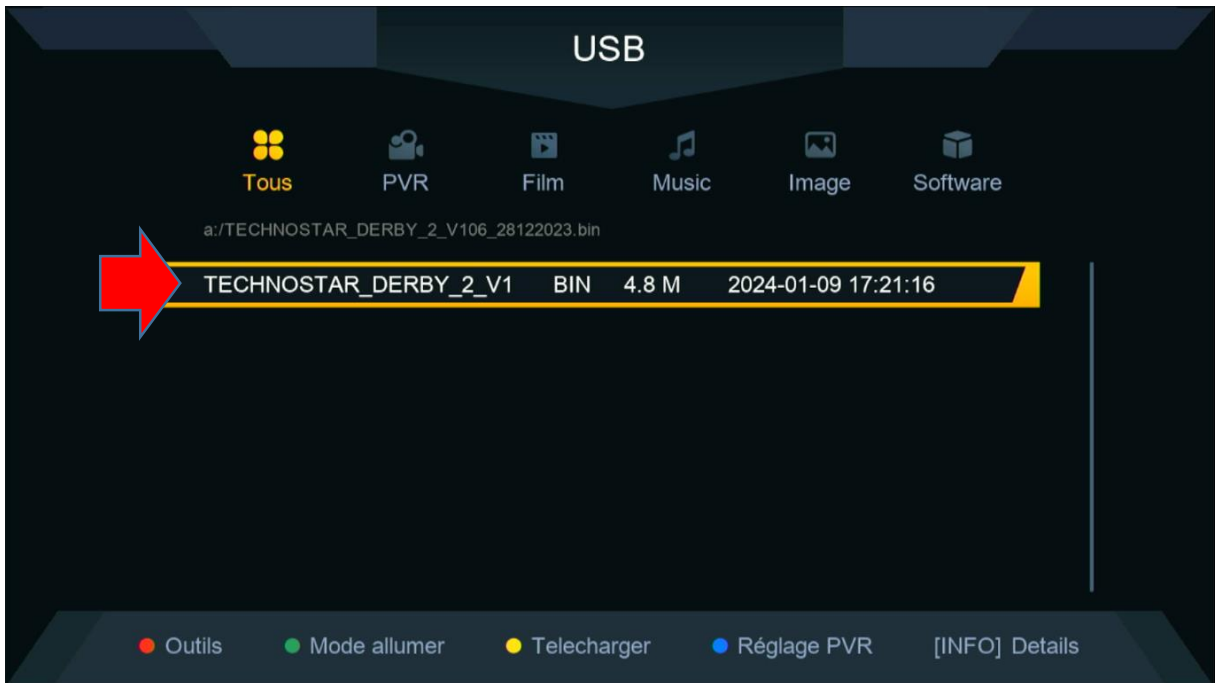 USB
Tous PVR Film Music Image Software
a:/TECHNOSTAR_DERBY_2_V106_28122023.bin
TECHNOSTAR_DERBY_2_V1 BIN 4.8 M 2024-01-09 17:21:16
Outils Mode allumer Telecharger Réglage PVR [INFO] Details